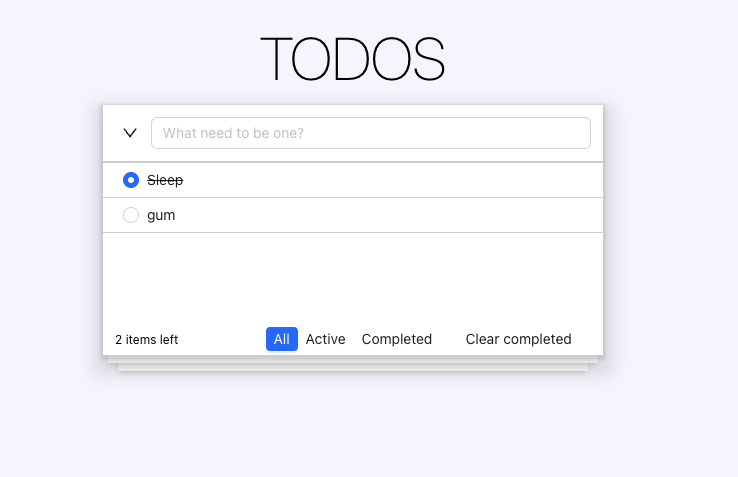 TODOS
What need to be one?
Sleep
gum
2 items left All Active Completed Clear completed